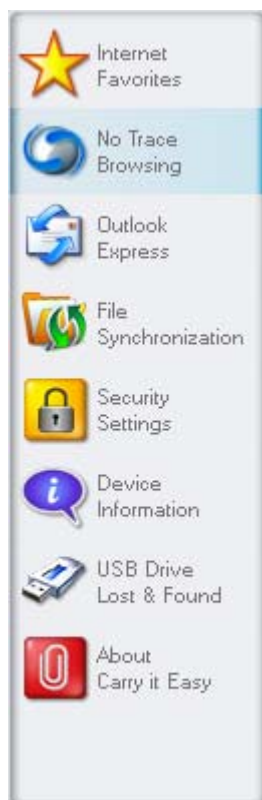 Internet
Favorites
No Trace
Browsing
Outlook
Express
File
Synchronization
Security
Settings
Device
Information
USB Drive
Lost & Found
About
Carry it Easy